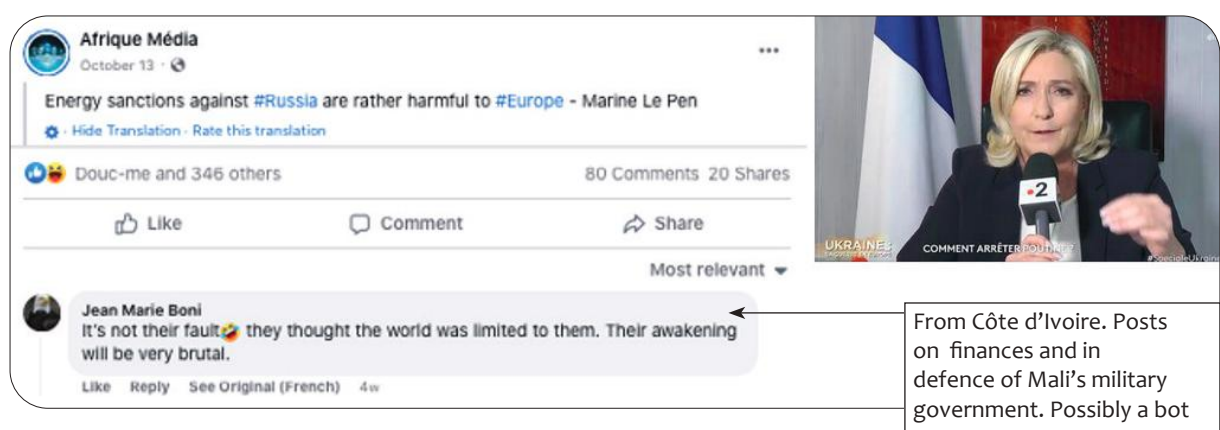 Afrique Média
October 13
Energy sanctions against #Russia are rather harmful to #Europe - Marine Le Pen
Hide Translation · Rate this translation
Douc-me and 346 others
80 Comments 20 Shares
Like
Comment
Share
Most relevant
Jean Marie Boni
It's not their fault🤣 they thought the world was limited to them. Their awakening
will be very brutal.
Like Reply See Original (French) 4w
•2
UKRAINE
COMMENT ARRÊTER POUTINE?
#SpecialeUkraine
From Côte d'Ivoire. Posts
on finances and in
defence of Mali's military
government. Possibly a bot